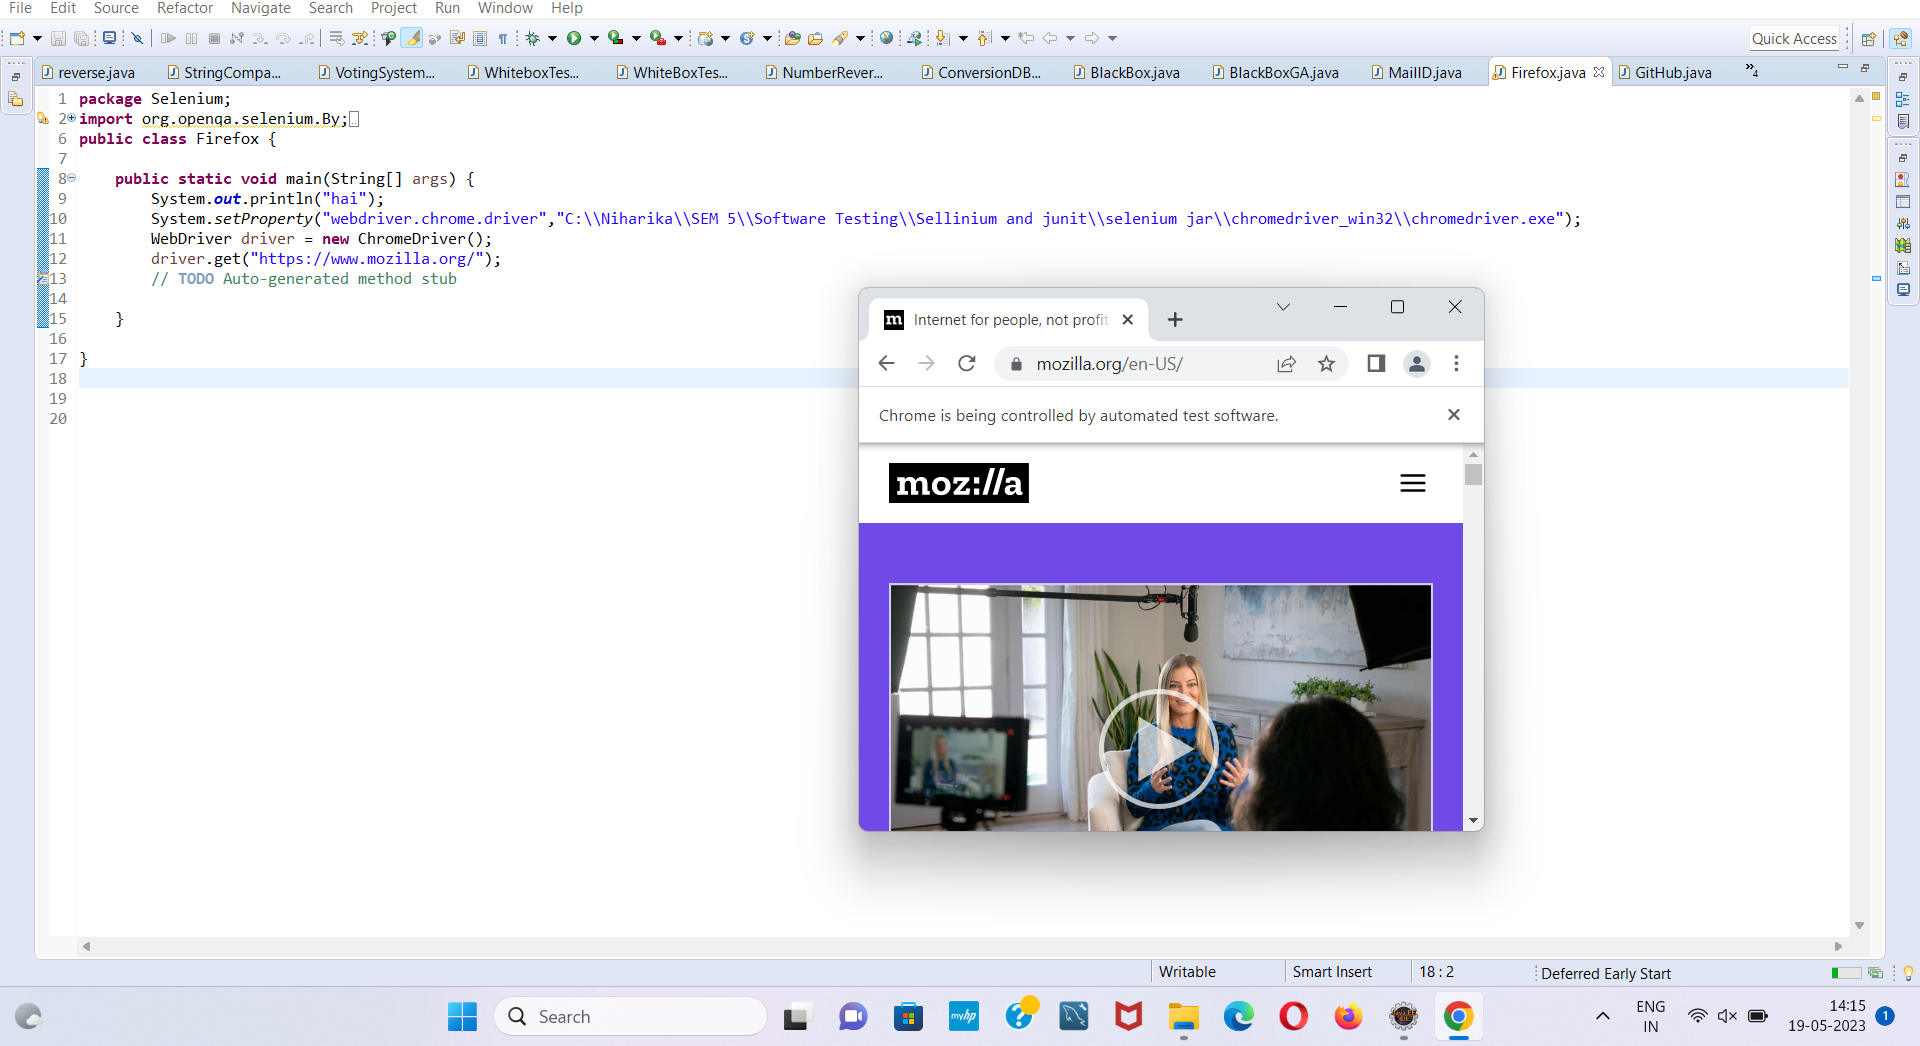 File Edit Source Refactor Navigate Search Project Run Window Help
Quick Access
reverse.java StringCompa... VotingSystem... WhiteboxTes... WhiteBoxTes... NumberRever... ConversionDB... BlackBox.java BlackBoxGA.java MailID.java Firefox.java GitHub.java »4
1 package Selenium;
2 import org.openqa.selenium.By;
6 public class Firefox {
7
8 public static void main(String[] args) {
9 System.out.println("hai");
10 System.setProperty("webdriver.chrome.driver","C:\\Niharika\\SEM 5\\Software Testing\\Sellinium and junit\\selenium jar\\chromedriver_win32\\chromedriver.exe");
11 WebDriver driver = new ChromeDriver();
12 driver.get("https://www.mozilla.org/");
13 // TODO Auto-generated method stub
14
15 }
16
17 }
18
19
20
Internet for people, not profit
mozilla.org/en-US/
Chrome is being controlled by automated test software.
moz://a
Writable Smart Insert 18 : 2 Deferred Early Start
Search
myhp
ENG
IN
14:15
19-05-2023
1